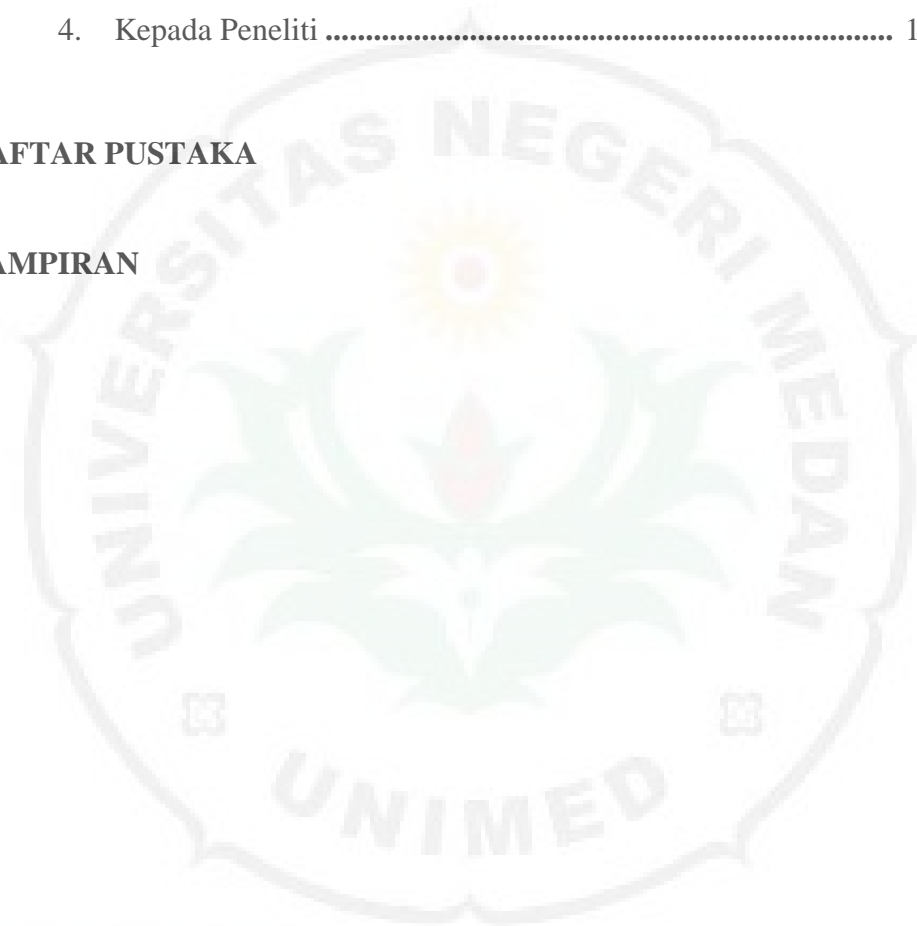 4. Kepada Peneliti ....................................................................... 1
AFTAR PUSTAKA
AMPIRAN
UNIVERSITAS NEGERI MEDAN
UNIMED